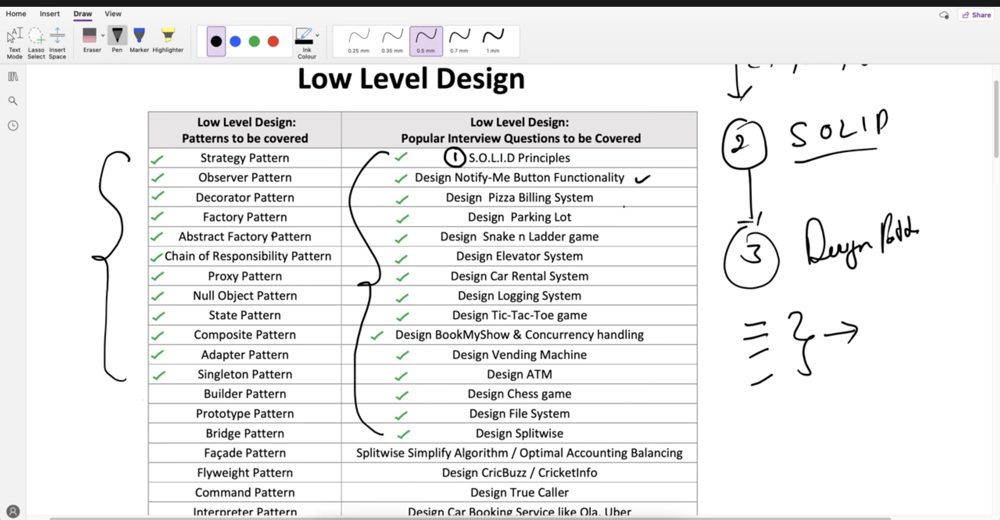 Home Insert Draw View
Share
Text Mode
Lasso Select
Insert Space
Eraser
Pen
Marker
Highlighter
Ink Colour
0.25 mm
0.35 mm
0.5 mm
0.7 mm
1 mm
Low Level Design
Low Level Design:
Patterns to be covered
Low Level Design:
Popular Interview Questions to be Covered
Strategy Pattern
1 S.O.L.I.D Principles
Observer Pattern
Design Notify-Me Button Functionality
Decorator Pattern
Design Pizza Billing System
Factory Pattern
Design Parking Lot
Abstract Factory Pattern
Design Snake n Ladder game
Chain of Responsibility Pattern
Design Elevator System
Proxy Pattern
Design Car Rental System
Null Object Pattern
Design Logging System
State Pattern
Design Tic-Tac-Toe game
Composite Pattern
Design BookMyShow & Concurrency handling
Adapter Pattern
Design Vending Machine
Singleton Pattern
Design ATM
Builder Pattern
Design Chess game
Prototype Pattern
Design File System
Bridge Pattern
Design Splitwise
Façade Pattern
Splitwise Simplify Algorithm / Optimal Accounting Balancing
Flyweight Pattern
Design CricBuzz / CricketInfo
Command Pattern
Design True Caller
Interpreter Pattern
Design Car Booking Service like Ola, Uber
2 SOLID
3 Design